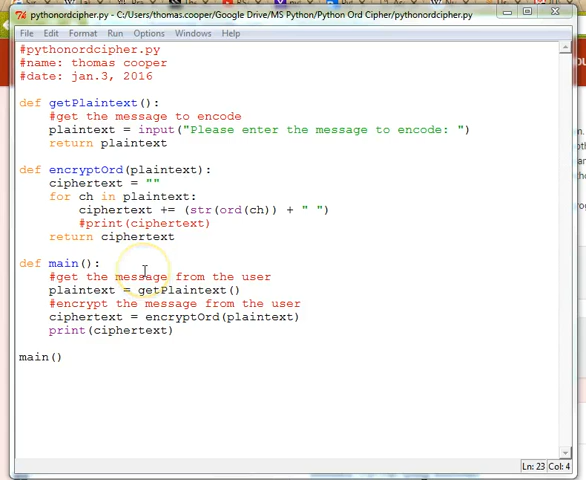 pythonordcipher.py - C:/Users/thomas.cooper/Google Drive/MS Python/Python Ord Cipher/pythonordcipher.py
File Edit Format Run Options Windows Help
#pythonordcipher.py
#name: thomas cooper
#date: jan.3, 2016
def getPlaintext():
    #get the message to encode
    plaintext = input("Please enter the message to encode: ")
    return plaintext
def encryptOrd(plaintext):
    ciphertext = ""
    for ch in plaintext:
        ciphertext += (str(ord(ch)) + " ")
        #print(ciphertext)
    return ciphertext
def main():
    #get the message from the user
    plaintext = getPlaintext()
    #encrypt the message from the user
    ciphertext = encryptOrd(plaintext)
    print(ciphertext)
main()
Ln: 23 Col: 4